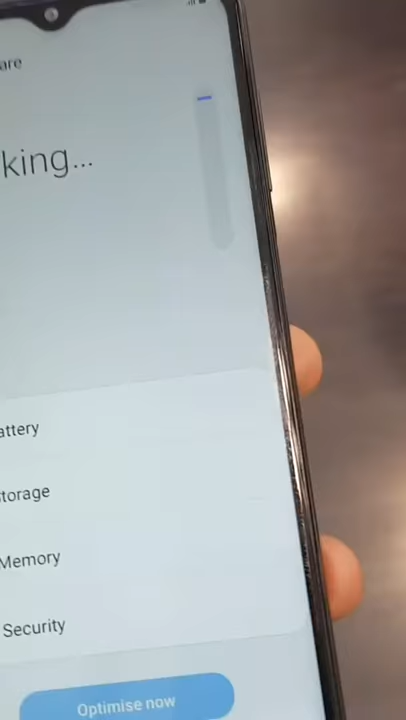 are
king...
attery
torage
Memory
Security
Optimise now